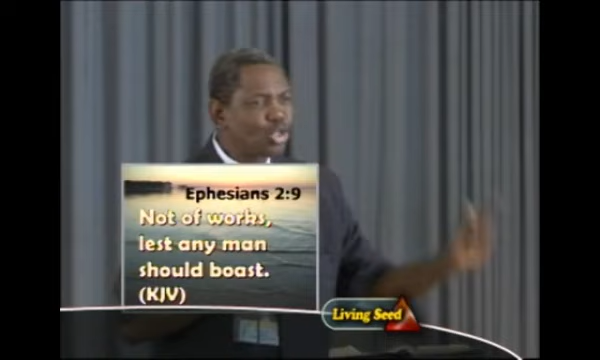 Ephesians 2:9
Not of works,
lest any man
should boast.
(KJV)
Living Seed